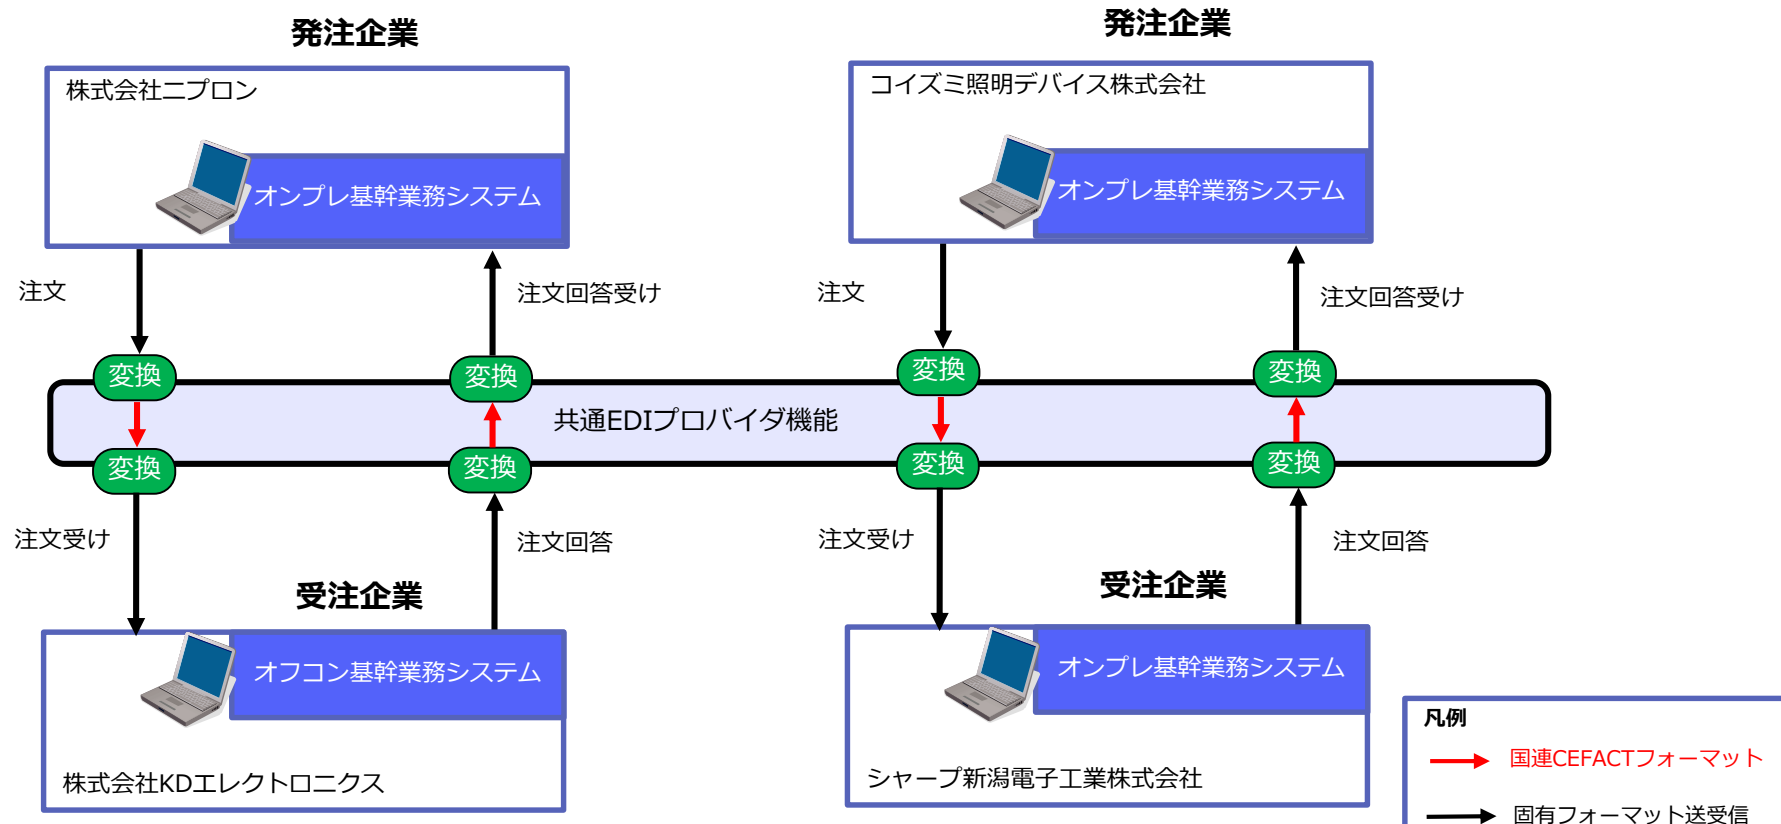 発注企業
発注企業
株式会社ニプロン
コイズミ照明デバイス株式会社
オンプレ基幹業務システム
オンプレ基幹業務システム
注文
注文回答受け
注文
注文回答受け
変換
変換
変換
変換
共通EDIプロバイダ機能
変換
変換
変換
変換
注文受け
注文回答
注文受け
注文回答
受注企業
受注企業
オフコン基幹業務システム
オンプレ基幹業務システム
株式会社KDエレクトロニクス
シャープ新潟電子工業株式会社
凡例
国連CEFACTフォーマット
固有フォーマット送受信